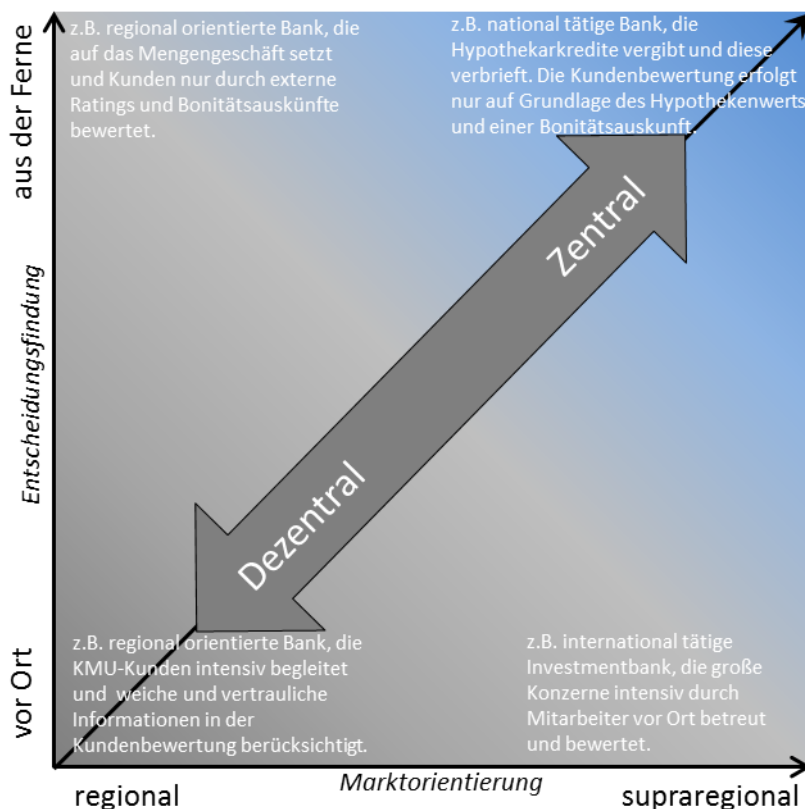 z.B. regional orientierte Bank, die
auf das Mengengeschäft setzt
und Kunden nur durch externe
Ratings und Bonitätsauskünfte
bewertet.
z.B. national tätige Bank, die
Hypothekarkredite vergibt und diese
verbrieft. Die Kundenbewertung erfolgt
nur auf Grundlage des Hypothekenwerts
und einer Bonitätsauskunft.
aus der Ferne
Entscheidungsfindung
vor Ort
Zentral
Dezentral
z.B. regional orientierte Bank, die
KMU-Kunden intensiv begleitet
und weiche und vertrauliche
Informationen in der
Kundenbewertung berücksichtigt.
z.B. international tätige
Investmentbank, die große
Konzerne intensiv durch
Mitarbeiter vor Ort betreut
und bewertet.
regional
Marktorientierung
supraregional